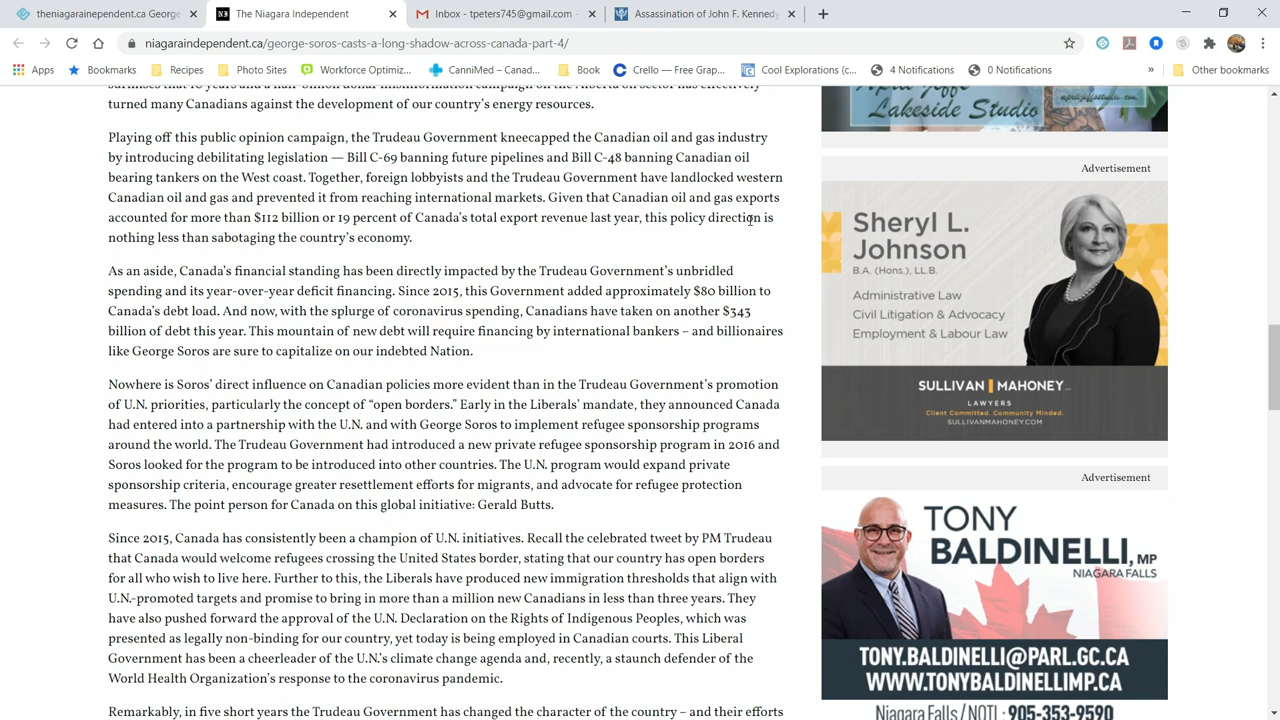 theniagaraindependent.ca George
The Niagara Independent
Inbox - tpeters745@gmail.com -
Assassination of John F. Kennedy
niagaraindependent.ca/george-soros-casts-a-long-shadow-across-canada-part-4/
Apps
Bookmarks
Recipes
Photo Sites
Workforce Optimiz...
CanniMed – Canad...
Book
Crello — Free Grap...
Cool Explorations (c...
4 Notifications
0 Notifications
Other bookmarks
turned many Canadians against the development of our country's energy resources.
Playing off this public opinion campaign, the Trudeau Government kneecapped the Canadian oil and gas industry
by introducing debilitating legislation — Bill C-69 banning future pipelines and Bill C-48 banning Canadian oil
bearing tankers on the West coast. Together, foreign lobbyists and the Trudeau Government have landlocked western
Canadian oil and gas and prevented it from reaching international markets. Given that Canadian oil and gas exports
accounted for more than $112 billion or 19 percent of Canada's total export revenue last year, this policy direction is
nothing less than sabotaging the country's economy.
As an aside, Canada's financial standing has been directly impacted by the Trudeau Government's unbridled
spending and its year-over-year deficit financing. Since 2015, this Government added approximately $80 billion to
Canada's debt load. And now, with the splurge of coronavirus spending, Canadians have taken on another $343
billion of debt this year. This mountain of new debt will require financing by international bankers – and billionaires
like George Soros are sure to capitalize on our indebted Nation.
Nowhere is Soros' direct influence on Canadian policies more evident than in the Trudeau Government's promotion
of U.N. priorities, particularly the concept of “open borders.” Early in the Liberals' mandate, they announced Canada
had entered into a partnership with the U.N. and with George Soros to implement refugee sponsorship programs
around the world. The Trudeau Government had introduced a new private refugee sponsorship program in 2016 and
Soros looked for the program to be introduced into other countries. The U.N. program would expand private
sponsorship criteria, encourage greater resettlement efforts for migrants, and advocate for refugee protection
measures. The point person for Canada on this global initiative: Gerald Butts.
Since 2015, Canada has consistently been a champion of U.N. initiatives. Recall the celebrated tweet by PM Trudeau
that Canada would welcome refugees crossing the United States border, stating that our country has open borders
for all who wish to live here. Further to this, the Liberals have produced new immigration thresholds that align with
U.N.-promoted targets and promise to bring in more than a million new Canadians in less than three years. They
have also pushed forward the approval of the U.N. Declaration on the Rights of Indigenous Peoples, which was
presented as legally non-binding for our country, yet today is being employed in Canadian courts. This Liberal
Government has been a cheerleader of the U.N.'s climate change agenda and, recently, a staunch defender of the
World Health Organization's response to the coronavirus pandemic.
Remarkably, in five short years the Trudeau Government has changed the character of the country – and their efforts
Lakeside Studio
Advertisement
Sheryl L.
Johnson
B.A. (Hons.), LL.B.
Administrative Law
Civil Litigation & Advocacy
Employment & Labour Law
SULLIVAN MAHONEY
LAWYERS
Client Committed. Community Minded.
SULLIVANMAHONEY.COM
Advertisement
TONY
BALDINELLI, MP
NIAGARA FALLS
TONY.BALDINELLI@PARL.GC.CA
WWW.TONYBALDINELLIMP.CA
Niagara Falls / NOTL : 905-353-9590